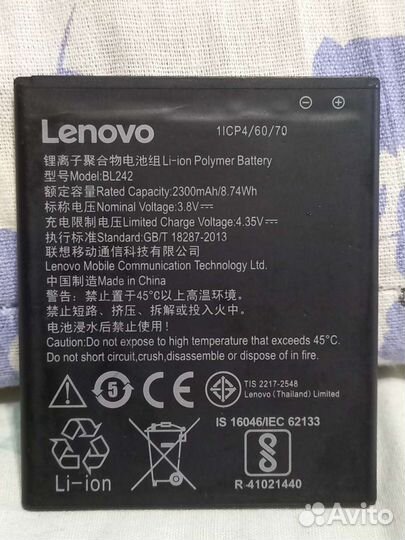 Lenovo
1ICP4/60/70
锂离子聚合物电池组Li-ion Polymer Battery
型号Model:BL242
额定容量Rated Capacity:2300mAh/8.74Wh
标称电压Nominal Voltage:3.8V⎓
充电限制电压Limited Charge Voltage:4.35V⎓
执行标准Standard:GB/T 18287-2013
联想移动通信科技有限公司
Lenovo Mobile Communication Technology Ltd.
中国制造Made in China
警告：禁止置于45°C以上高温环境。
禁止短路、挤压、拆解或投入火中。
电池浸水后禁止使用！
Caution:Do not expose to high temperature that exceeds 45°C.
Do not short circuit,crush,disassemble or dispose of in fire.
5
CE
TIS 2217-2548
Lenovo (Thailand) Limited
IS 16046/IEC 62133
Li-ion
R-41021440
Avito